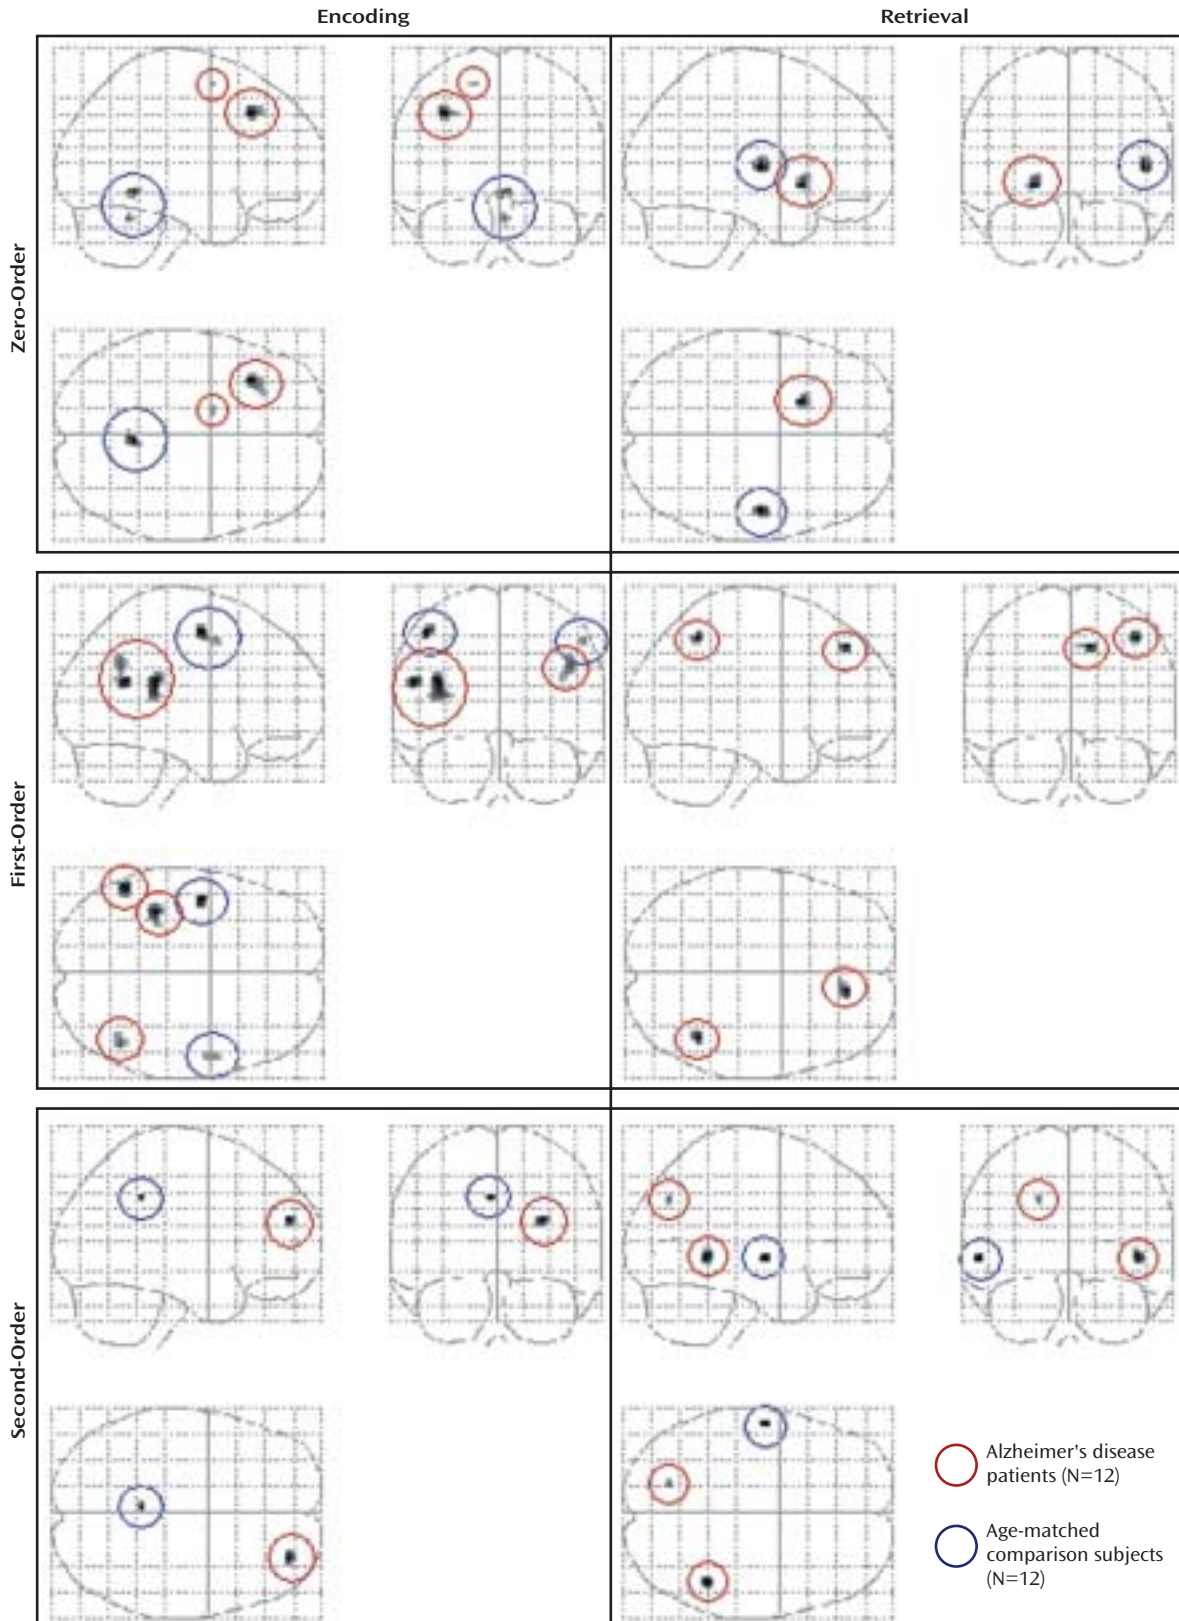 Encoding
Retrieval
Zero-Order
First-Order
Second-Order
Alzheimer's disease
patients (N=12)
Age-matched
comparison subjects
(N=12)